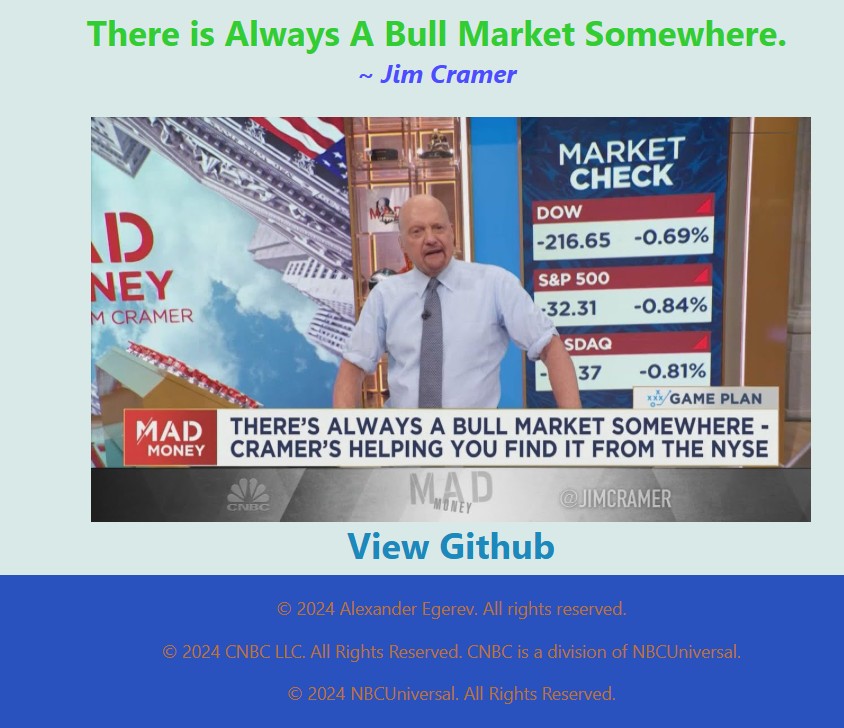 There is Always A Bull Market Somewhere.
~ Jim Cramer
MARKET
CHECK
DOW
-216.65 -0.69%
S&P 500
-32.31 -0.84%
SDAQ
37 -0.81%
AD
NEY
M CRAMER
GAME PLAN
MAD
MONEY
THERE'S ALWAYS A BULL MARKET SOMEWHERE -
CRAMER'S HELPING YOU FIND IT FROM THE NYSE
CNBC
MAD
MONEY
@JIMCRAMER
View Github
© 2024 Alexander Egerev. All rights reserved.
© 2024 CNBC LLC. All Rights Reserved. CNBC is a division of NBCUniversal.
© 2024 NBCUniversal. All Rights Reserved.